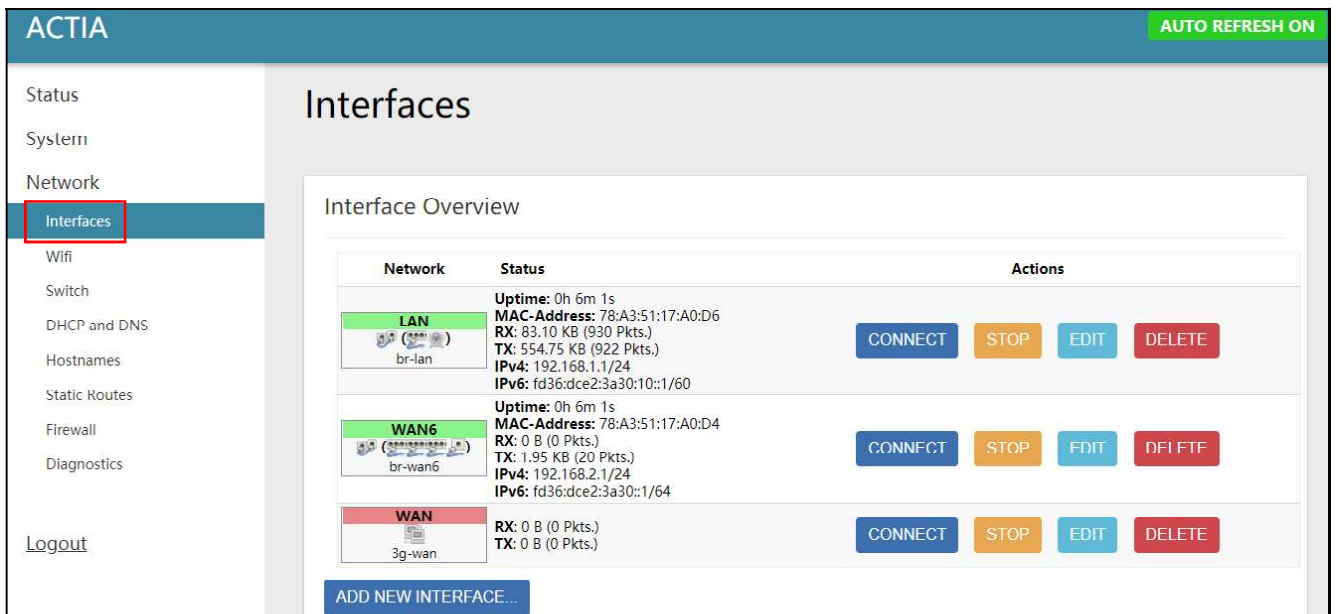 ACTIA
AUTO REFRESH ON
Status
System
Network
Interfaces
Wifi
Switch
DHCP and DNS
Hostnames
Static Routes
Firewall
Diagnostics
Logout
Interfaces
Interface Overview
Network Status Actions
LAN
br-lan
Uptime: 0h 6m 1s
MAC-Address: 78:A3:51:17:A0:D6
RX: 83.10 KB (930 Pkts.)
TX: 554.75 KB (922 Pkts.)
IPv4: 192.168.1.1/24
IPv6: fd36:dce2:3a30:10::1/60
CONNECT STOP EDIT DELETE
WAN6
br-wan6
Uptime: 0h 6m 1s
MAC-Address: 78:A3:51:17:A0:D4
RX: 0 B (0 Pkts.)
TX: 1.95 KB (20 Pkts.)
IPv4: 192.168.2.1/24
IPv6: fd36:dce2:3a30::1/64
CONNECT STOP EDIT DELETE
WAN
3g-wan
RX: 0 B (0 Pkts.)
TX: 0 B (0 Pkts.)
CONNECT STOP EDIT DELETE
ADD NEW INTERFACE...